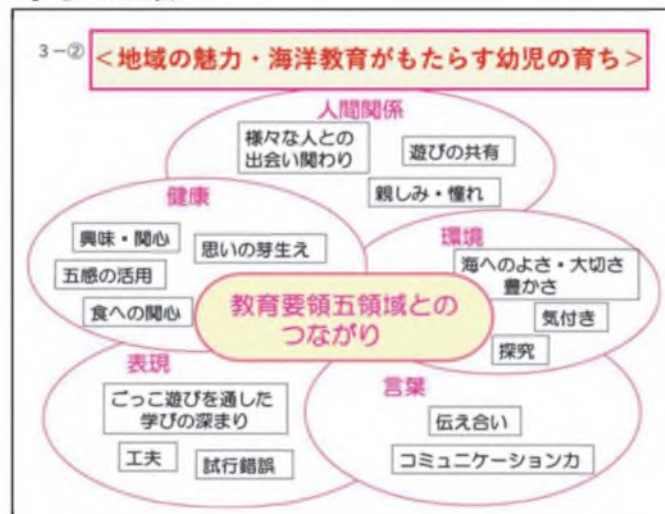 3－②
＜地域の魅力・海洋教育がもたらす幼児の育ち＞
人間関係
様々な人との
出会い関わり
遊びの共有
親しみ・憧れ
健康
興味・関心
思いの芽生え
五感の活用
食への関心
環境
海へのよさ・大切さ
豊かさ
気付き
探究
教育要領五領域との
つながり
表現
ごっこ遊びを通した
学びの深まり
工夫
試行錯誤
言葉
伝え合い
コミュニケーション力